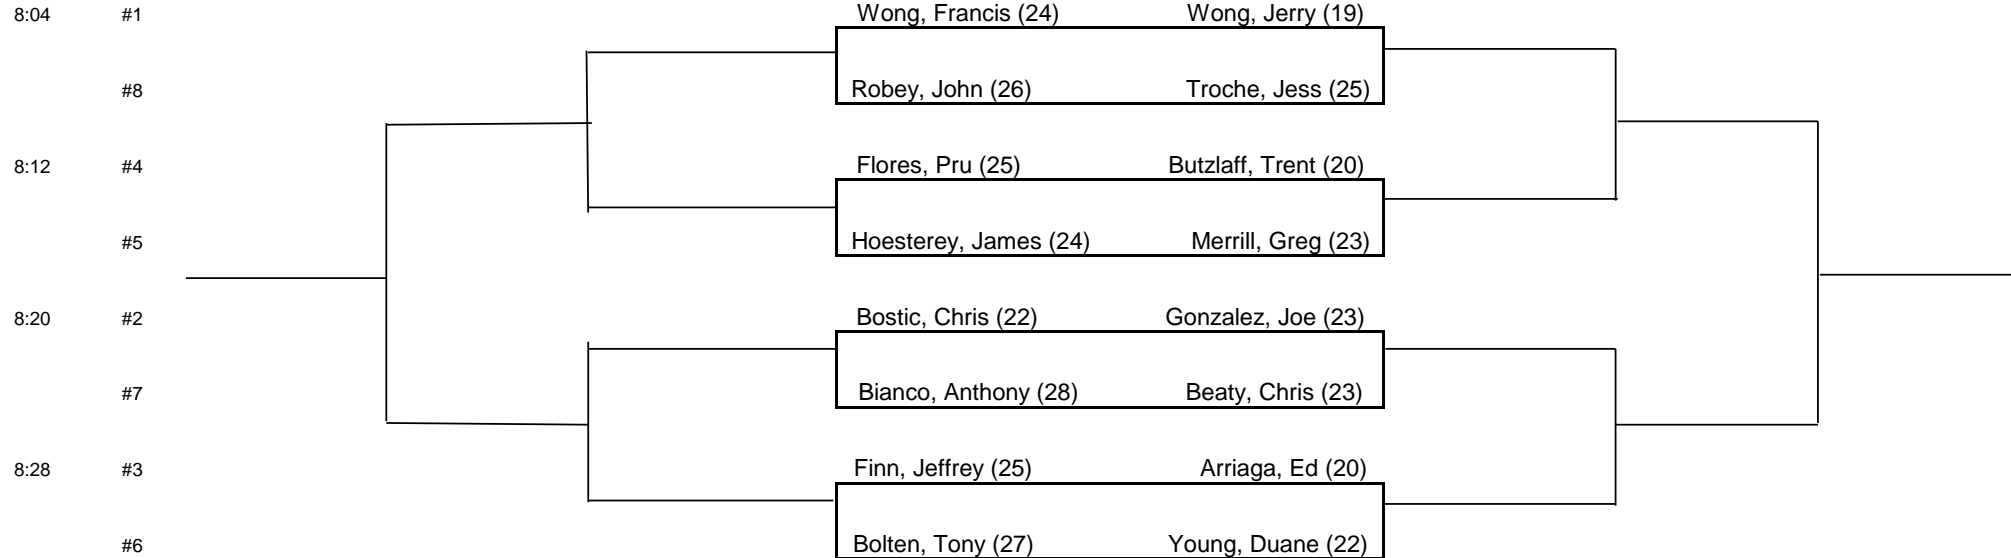 8:04 #1 Wong, Francis (24) Wong, Jerry (19)
#8 Robey, John (26) Troche, Jess (25)
8:12 #4 Flores, Pru (25) Butzlaff, Trent (20)
#5 Hoesterey, James (24) Merrill, Greg (23)
8:20 #2 Bostic, Chris (22) Gonzalez, Joe (23)
#7 Bianco, Anthony (28) Beaty, Chris (23)
8:28 #3 Finn, Jeffrey (25) Arriaga, Ed (20)
#6 Bolten, Tony (27) Young, Duane (22)